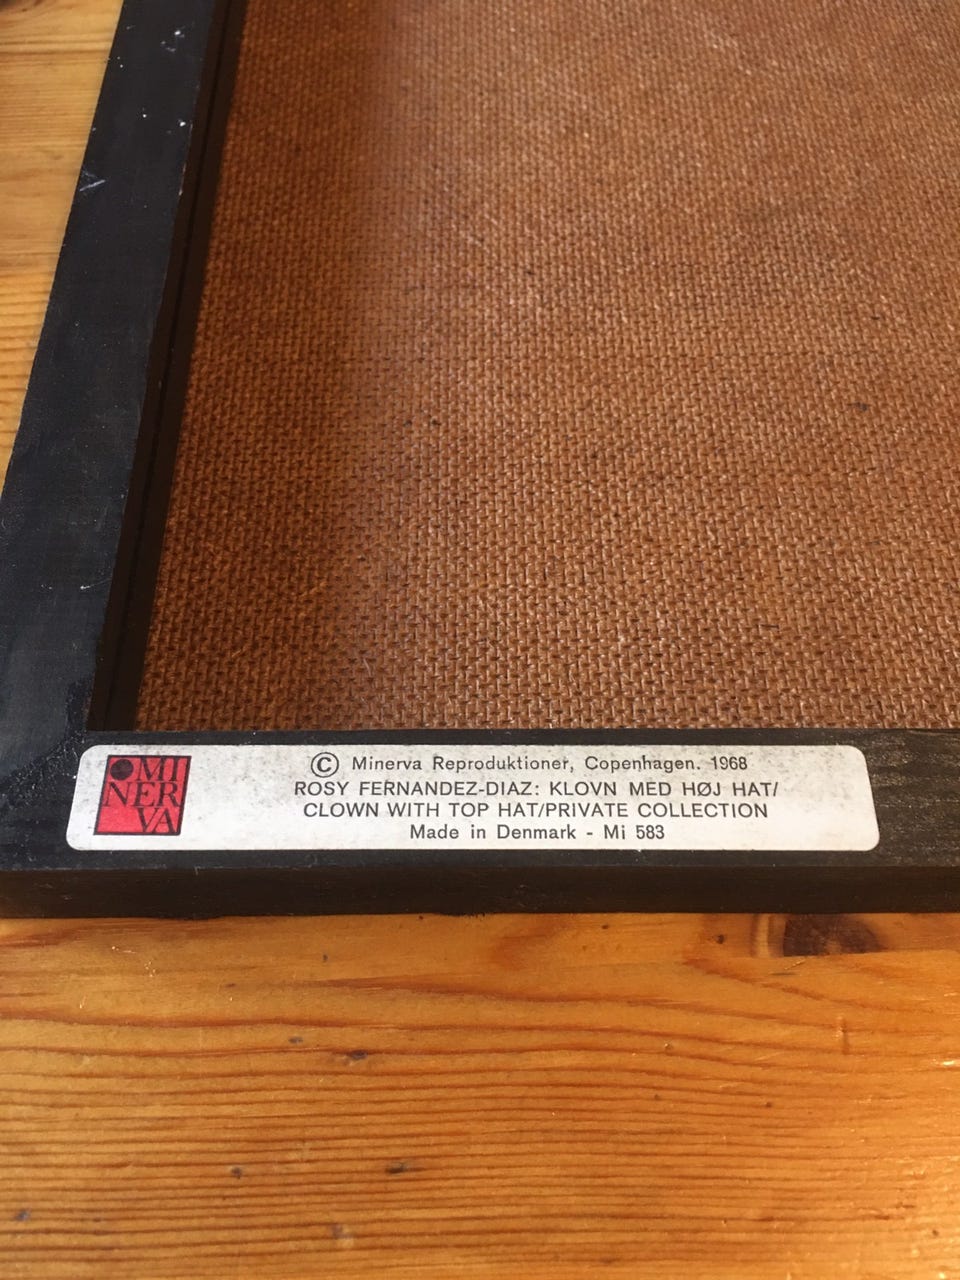 MI
NER
VA
© Minerva Reproduktioner, Copenhagen. 1968
ROSY FERNANDEZ-DIAZ: KLOVN MED HØJ HAT/
CLOWN WITH TOP HAT/PRIVATE COLLECTION
Made in Denmark - Mi 583